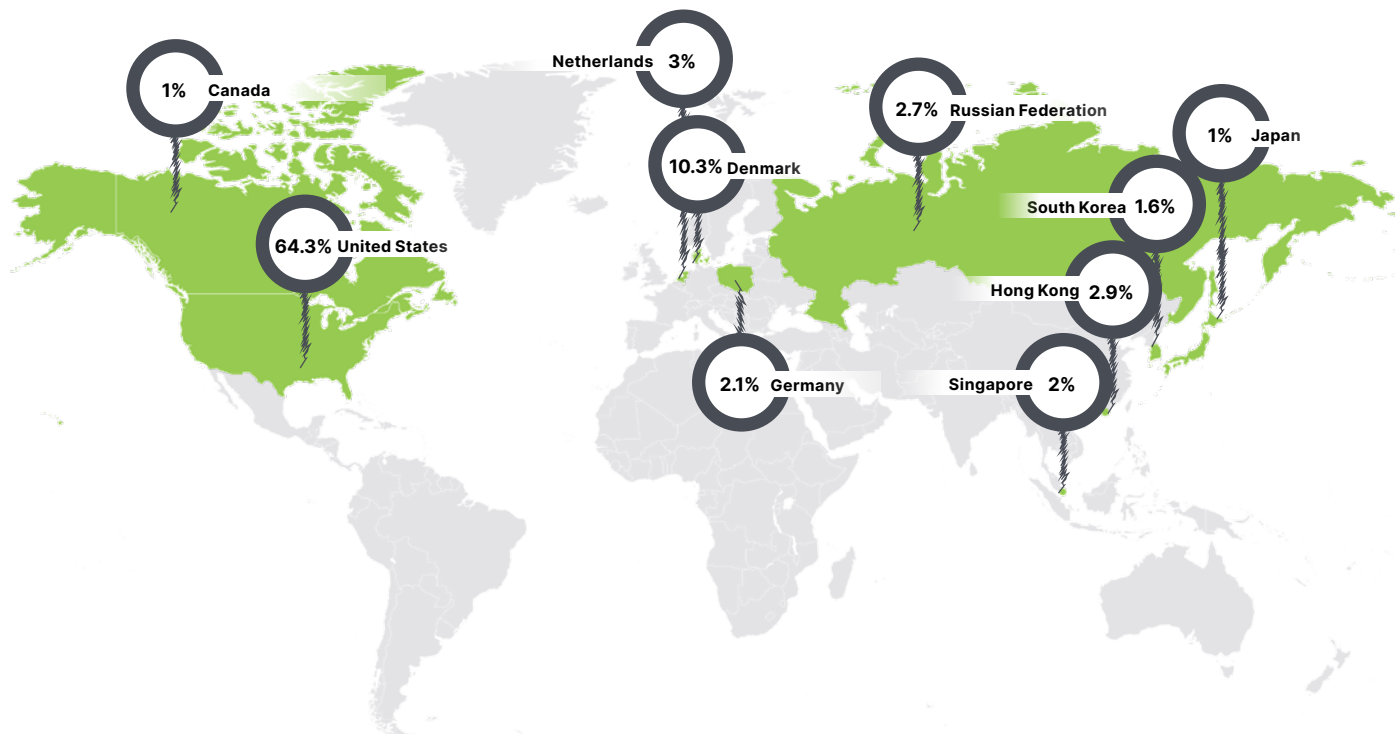 Netherlands 3%
1% Canada
2.7% Russian Federation
1% Japan
10.3% Denmark
South Korea 1.6%
64.3% United States
Hong Kong 2.9%
2.1% Germany
Singapore 2%